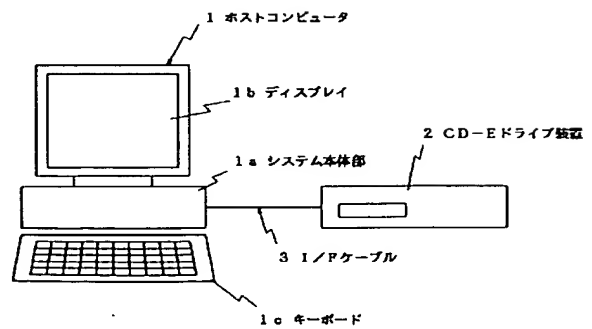 1 ホストコンピュータ
1b ディスプレイ
2 CD-Eドライブ装置
1a システム本体部
3 I/Fケーブル
1c キーボード